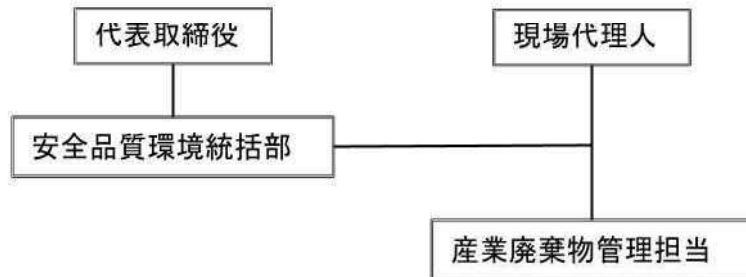 代表取締役
現場代理人
安全品質環境統括部
産業廃棄物管理担当